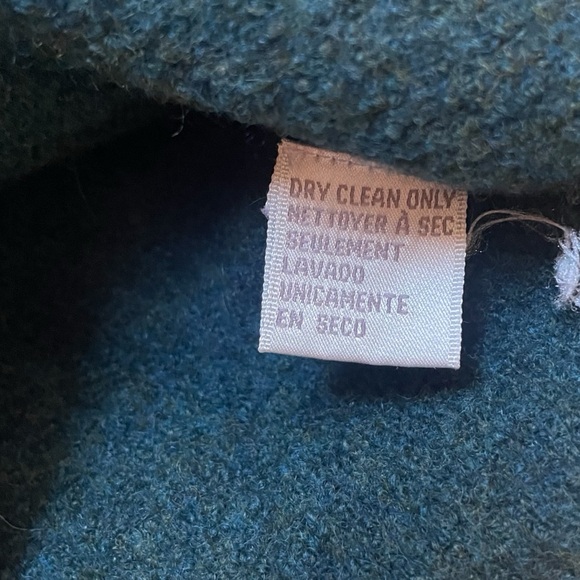 DRY CLEAN ONLY
NETTOYER À SEC
SEULEMENT
LAVADO
UNICAMENTE
EN SECO